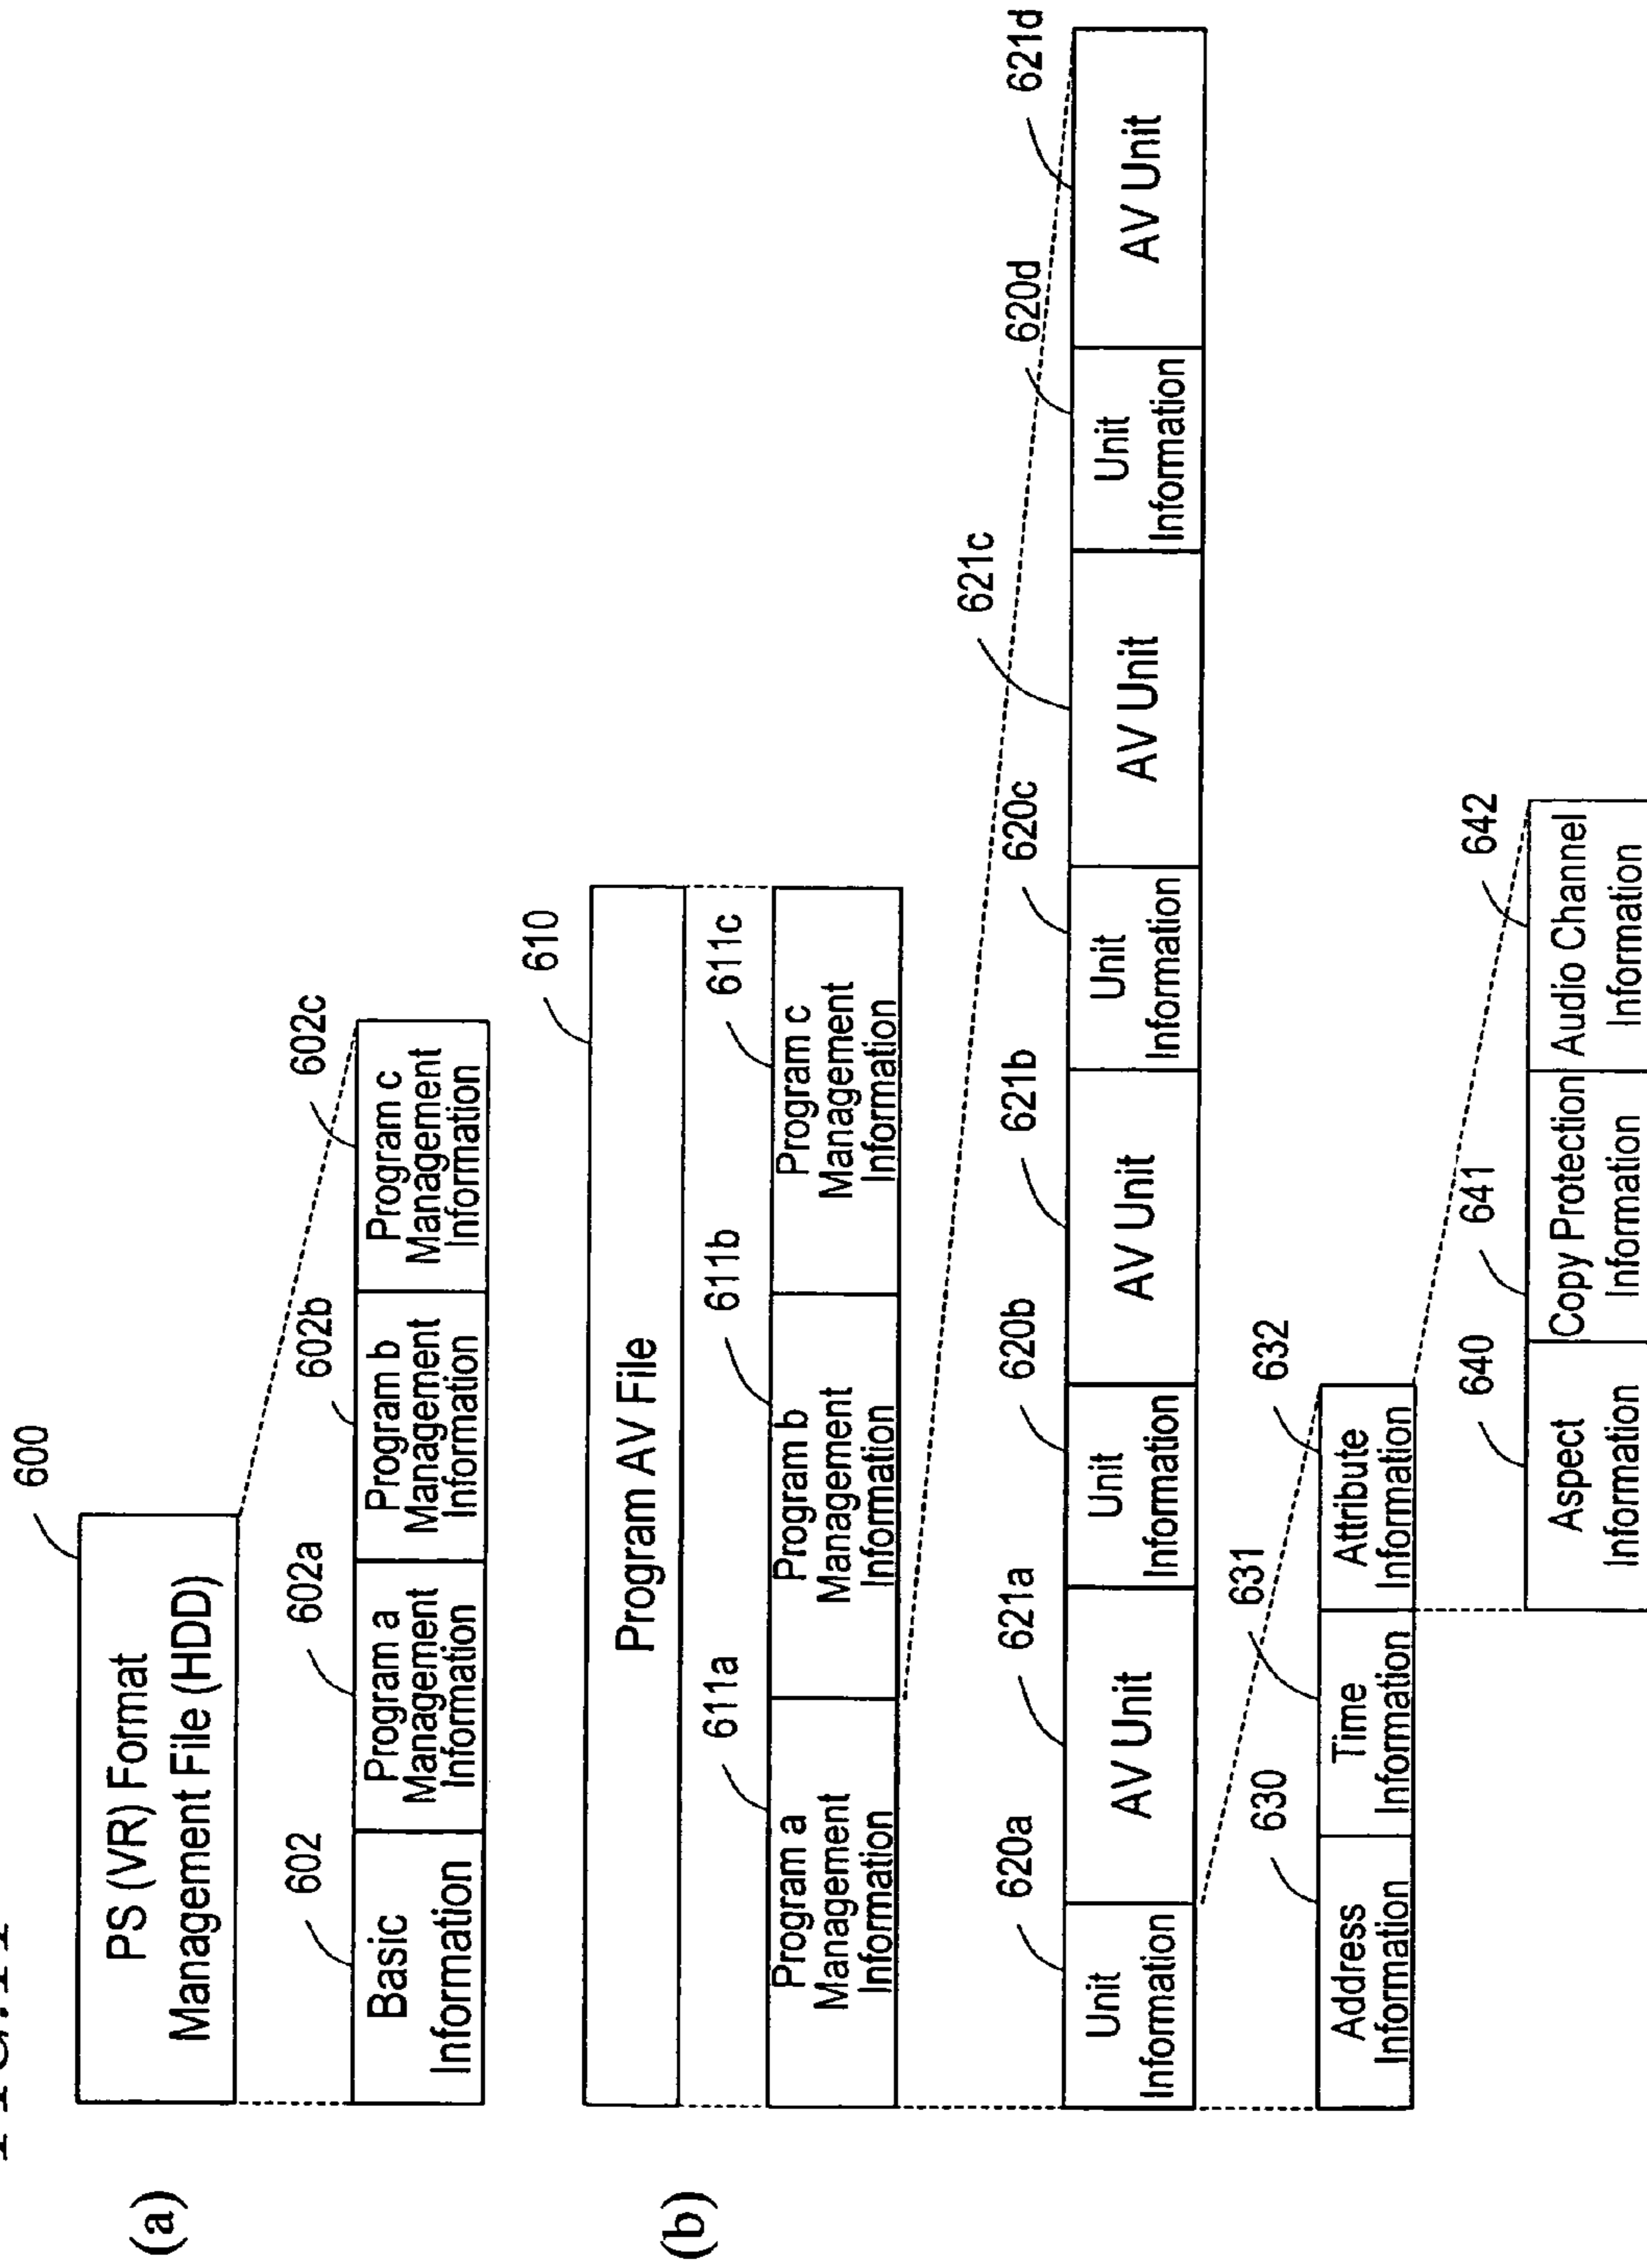 (a)
600
PS (VR) Format
Management File (HDD)
602
602a
602b
602c
Basic
Information
Program a
Management
Information
Program b
Management
Information
Program c
Management
Information
(b)
610
Program AV File
611a
611b
611c
Program a
Management
Information
Program b
Management
Information
Program c
Management
Information
620a
621a
620b
621b
620c
621c
620d
621d
Unit
Information
AV Unit
Unit
Information
AV Unit
Unit
Information
AV Unit
Unit
Information
AV Unit
630
631
632
Address
Information
Time
Information
Attribute
Information
640
641
642
Aspect
Information
Copy Protection
Information
Audio Channel
Information